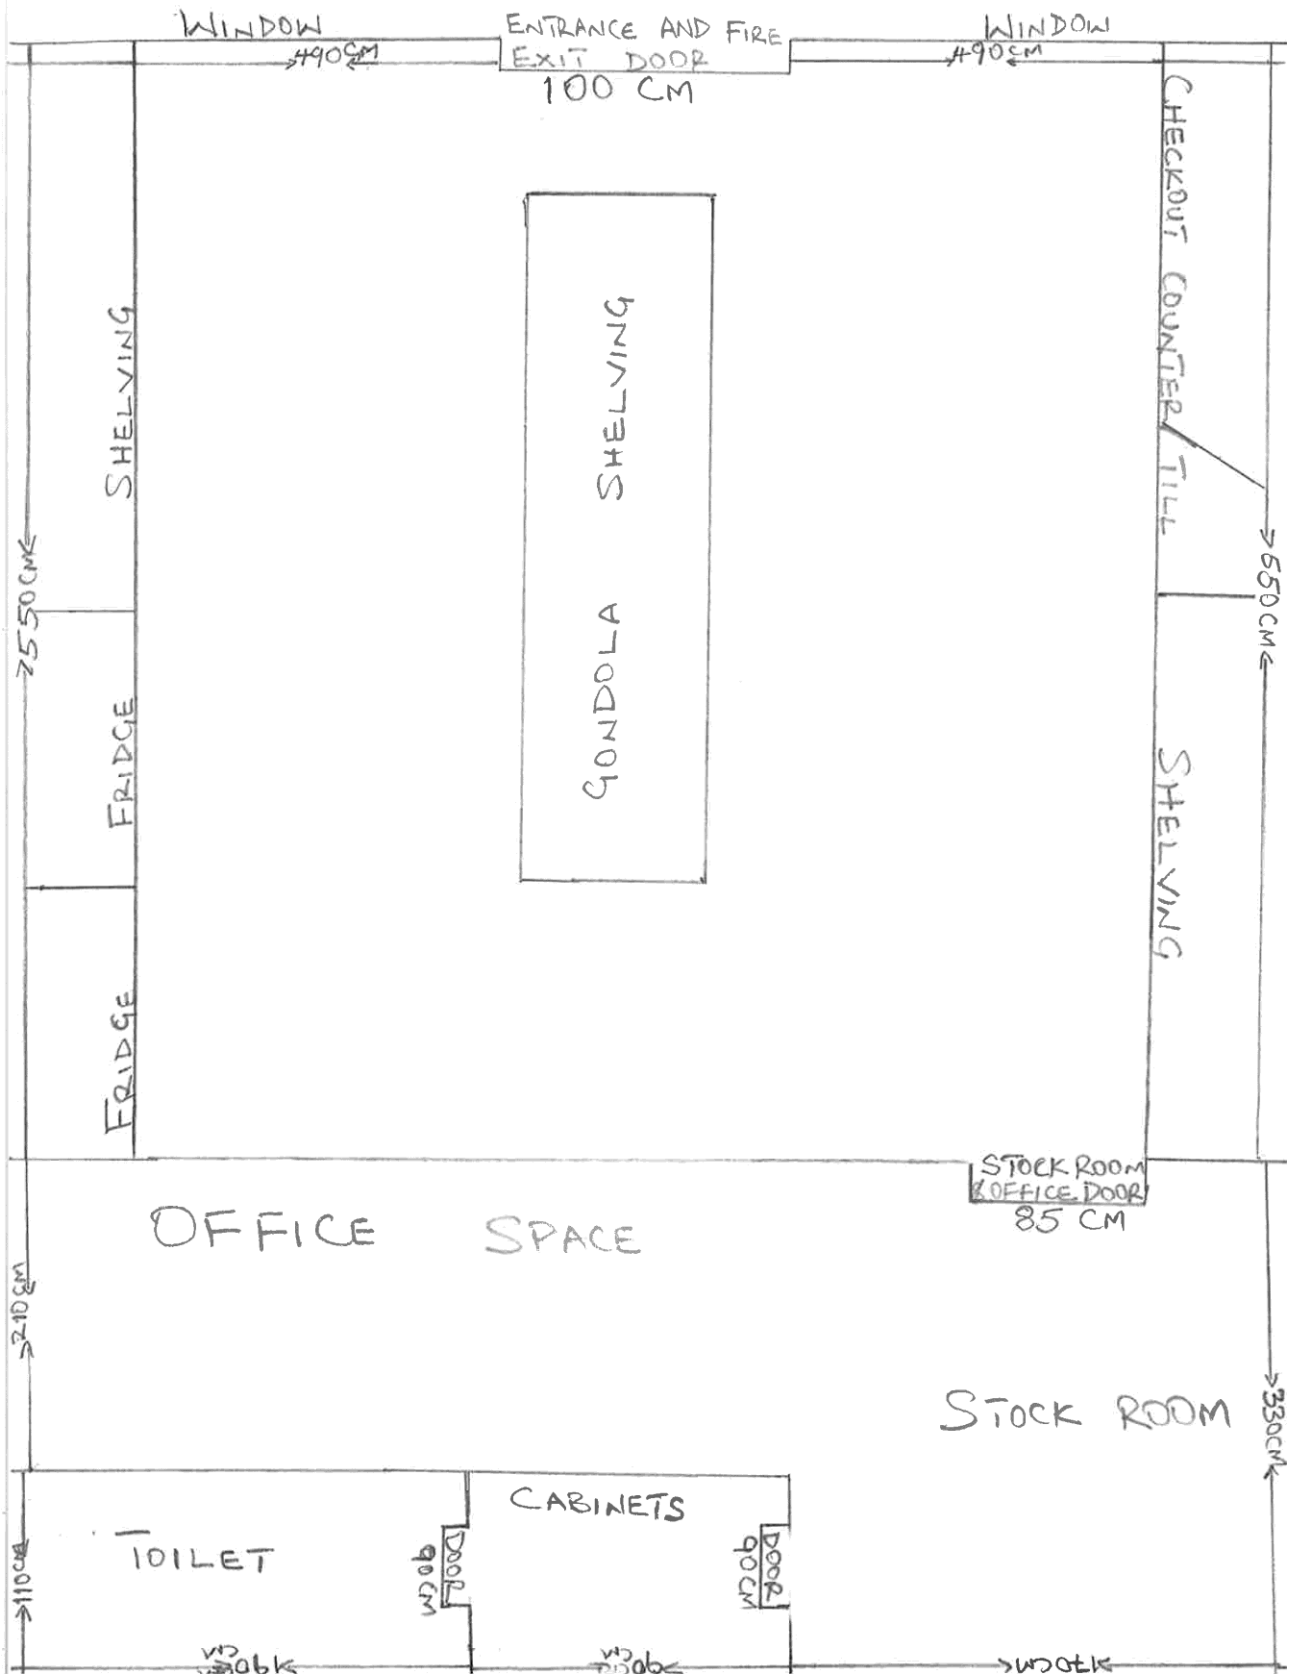 WINDOW
ENTRANCE AND FIRE
EXIT DOOR
100 CM
WINDOW
490CM
490CM
CHECKOUT COUNTER / TILL
SHELVING
GONDOLA SHELVING
550CM
550CM
FRIDGE
SHELVING
FRIDGE
STOCK ROOM
& OFFICE DOOR
85 CM
OFFICE SPACE
210CM
STOCK ROOM
330CM
CABINETS
TOILET
DOOR
90CM
DOOR
90CM
110CM
90CM
90CM